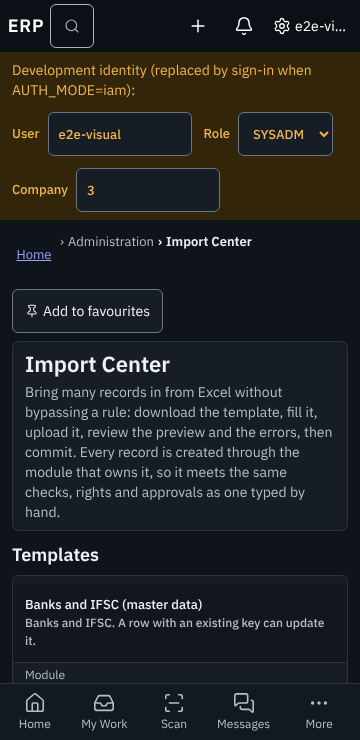 ERP
e2e-vi...
Development identity (replaced by sign-in when
AUTH_MODE=iam):
User e2e-visual Role SYSADM
Company 3
Home › Administration › Import Center
Add to favourites
Import Center
Bring many records in from Excel without
bypassing a rule: download the template, fill it,
upload it, review the preview and the errors, then
commit. Every record is created through the
module that owns it, so it meets the same
checks, rights and approvals as one typed by
hand.
Templates
Banks and IFSC (master data)
Banks and IFSC. A row with an existing key can update
it.
Module
Home My Work Scan Messages More